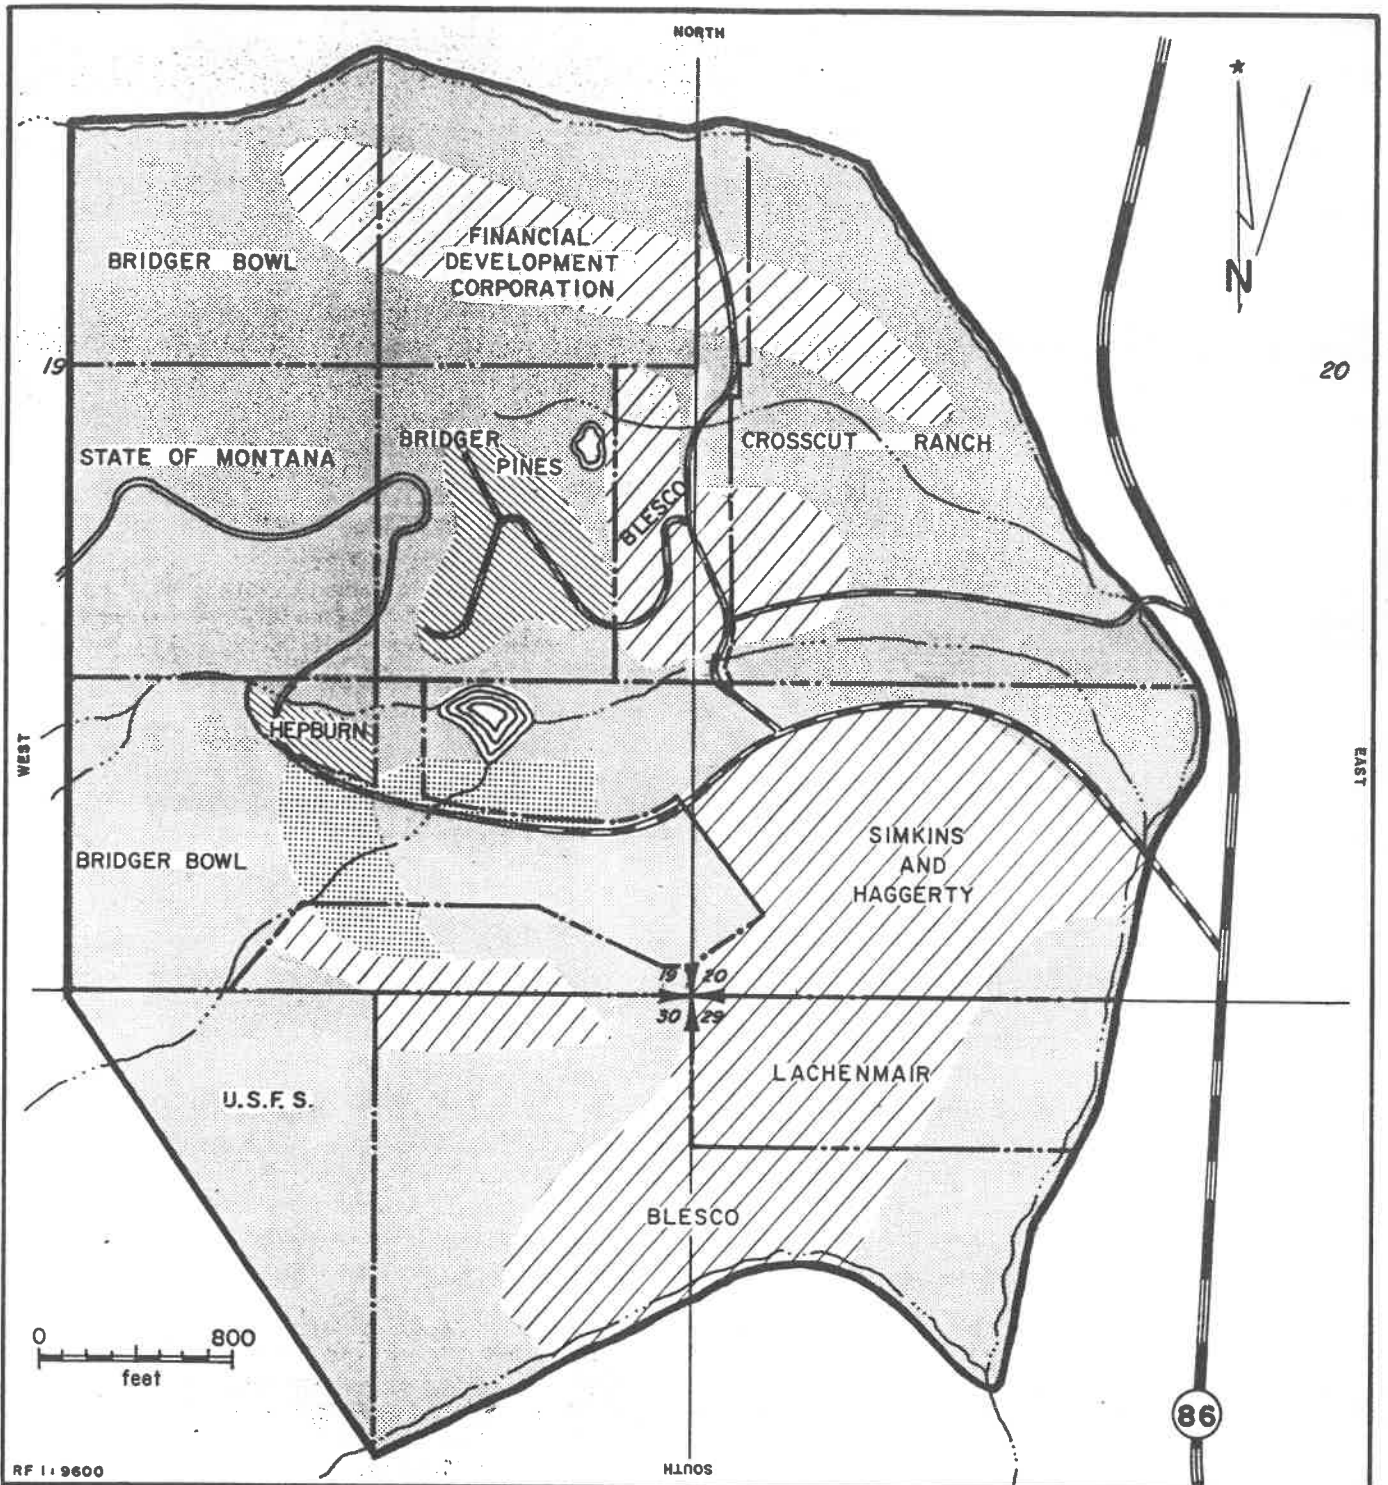 NORTH
*
N
FINANCIAL
DEVELOPMENT
CORPORATION
BRIDGER BOWL
19
20
BRIDGER
PINES
CROSSCUT RANCH
STATE OF MONTANA
BLESCO
HEPBURN
WEST
EAST
SIMKINS
AND
HAGGERTY
BRIDGER BOWL
19 20
30 29
LACHENMAIR
U.S.F.S.
BLESCO
0 800
feet
86
RF 1:9600
SOUTH